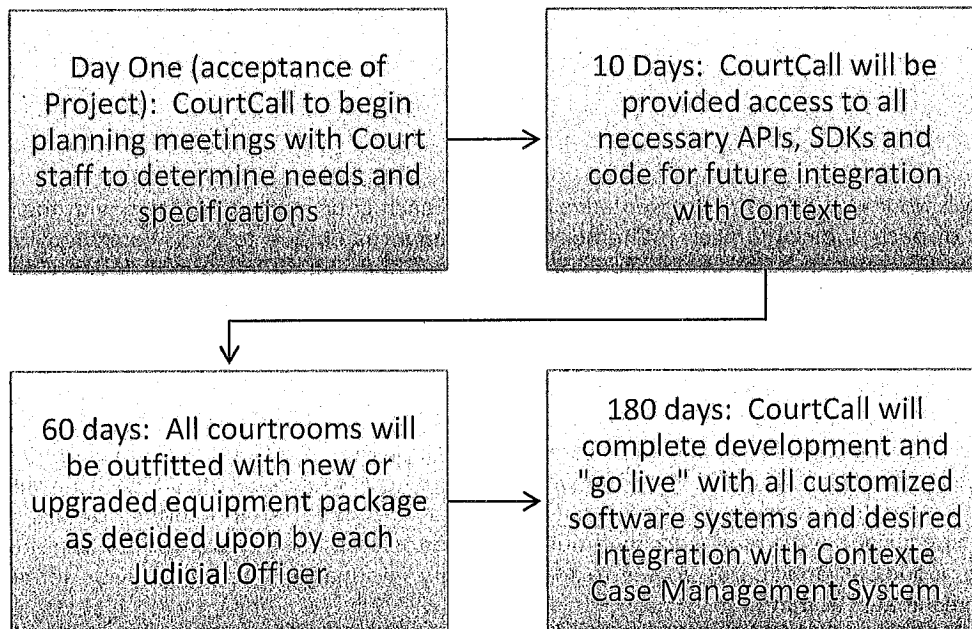 Day One (acceptance of
Project):  CourtCall to begin
planning meetings with Court
staff to determine needs and
specifications
10 Days:  CourtCall will be
provided access to all
necessary APIs, SDKs and
code for future integration
with Contexte
60 days:  All courtrooms will
be outfitted with new or
upgraded equipment package
as decided upon by each
Judicial Officer
180 days:  CourtCall will
complete development and
"go live" with all customized
software systems and desired
integration with Contexte
Case Management System